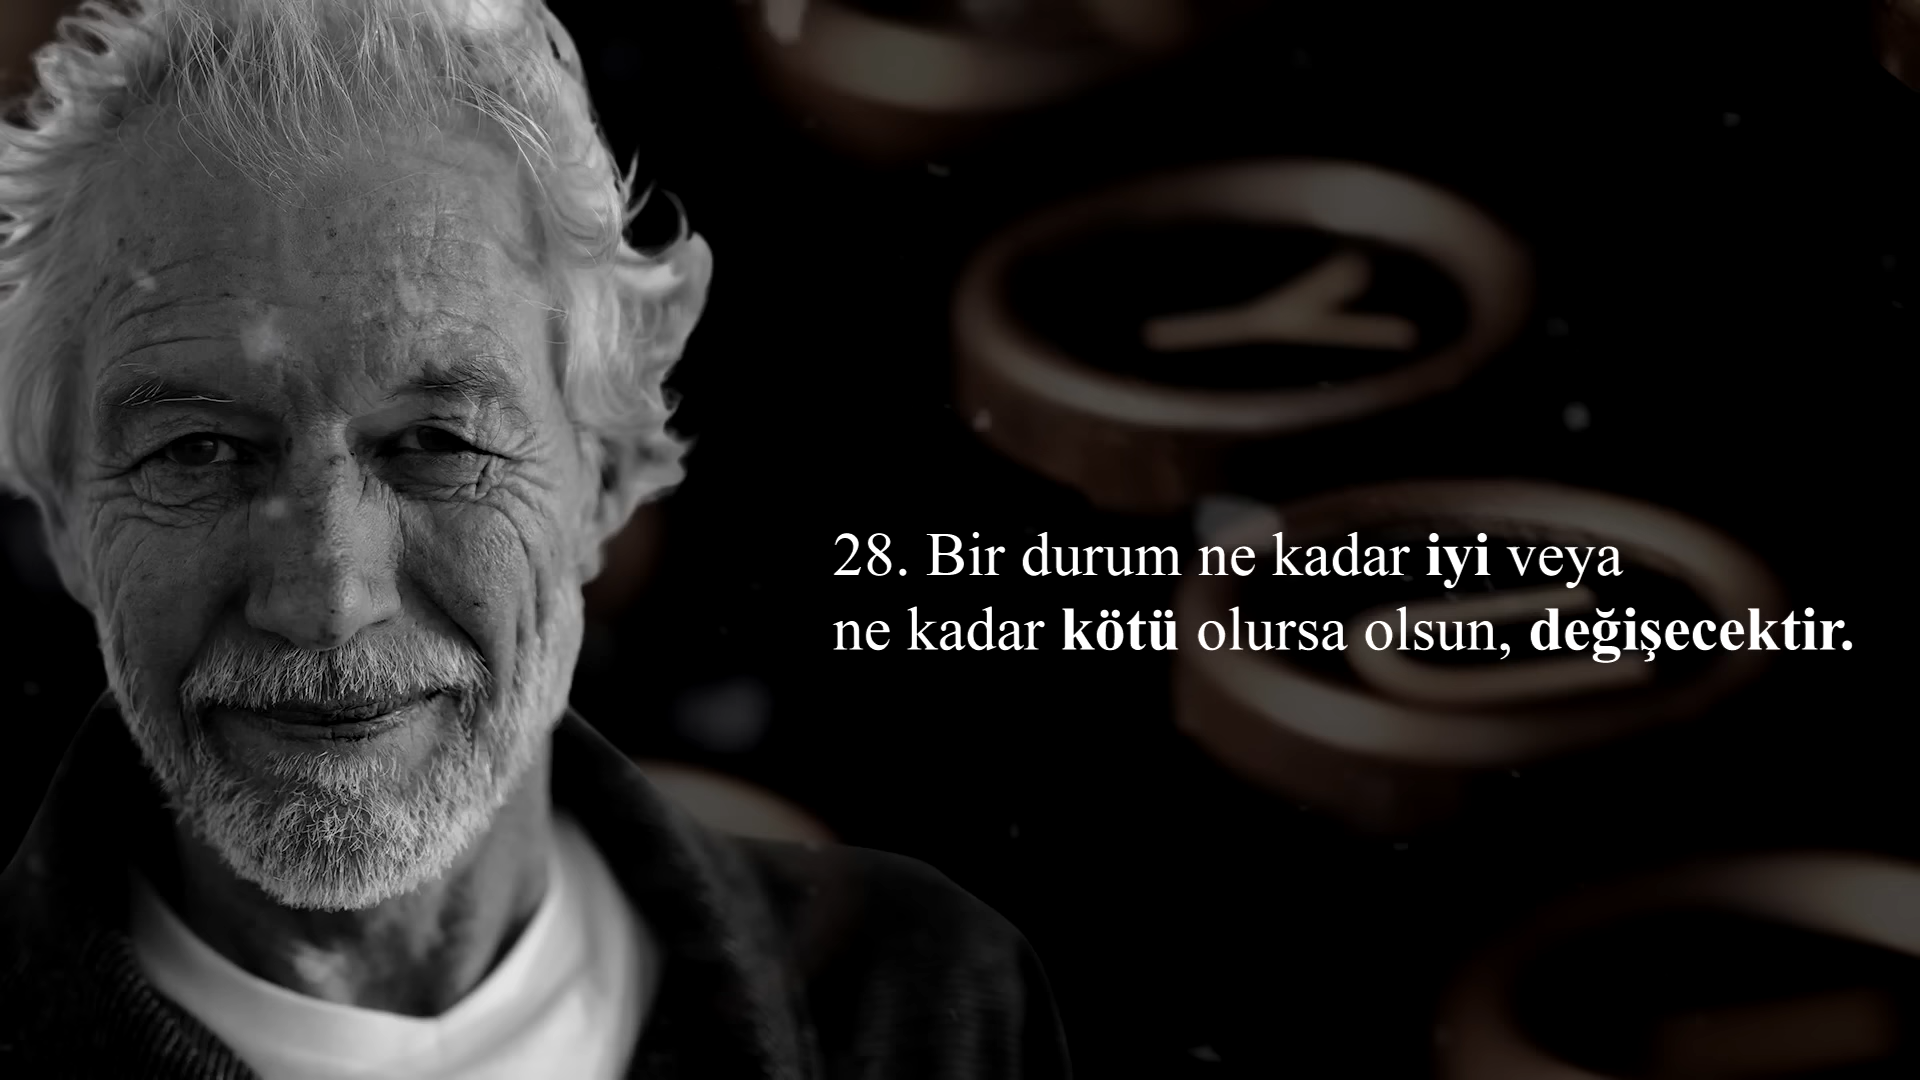 28. Bir durum ne kadar iyi veya
ne kadar kötü olursa olsun, değişecektir.
Y
U